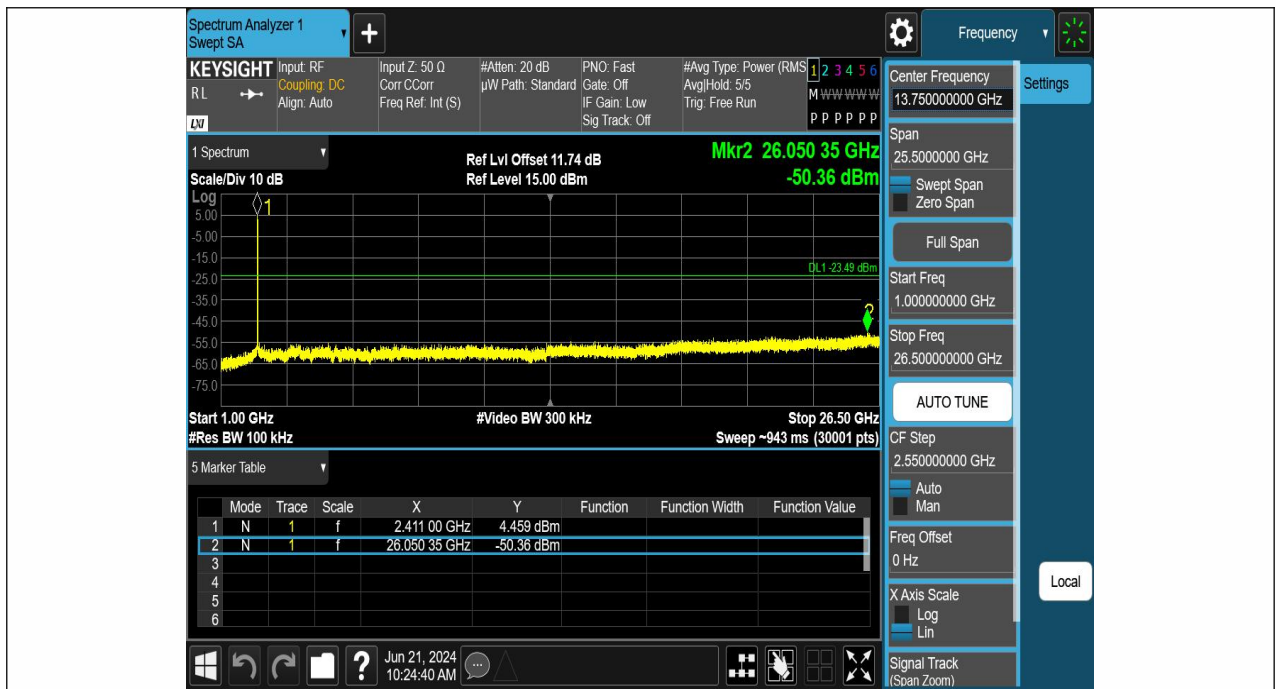 Spectrum Analyzer 1
Swept SA
+
Frequency
KEYSIGHT
RL
LXI
Input: RF
Coupling: DC
Align: Auto
Input Z: 50 Ω
Corr CCorr
Freq Ref: Int (S)
#Atten: 20 dB
µW Path: Standard
PNO: Fast
Gate: Off
IF Gain: Low
Sig Track: Off
#Avg Type: Power (RMS
Avg|Hold: 5/5
Trig: Free Run
1 2 3 4 5 6
M W W W W W
P P P P P P
1 Spectrum
Scale/Div 10 dB
Ref Lvl Offset 11.74 dB
Ref Level 15.00 dBm
Mkr2 26.050 35 GHz
-50.36 dBm
Log
1
5.00
-5.00
-15.0
DL1 -23.49 dBm
-25.0
-35.0
2
-45.0
-55.0
-65.0
-75.0
Start 1.00 GHz
#Video BW 300 kHz
Stop 26.50 GHz
#Res BW 100 kHz
Sweep ~943 ms (30001 pts)
5 Marker Table
Mode Trace Scale X Y Function Function Width Function Value
1 N 1 f 2.411 00 GHz 4.459 dBm
2 N 1 f 26.050 35 GHz -50.36 dBm
3
4
5
6
?
Jun 21, 2024
10:24:40 AM
Center Frequency
13.750000000 GHz
Settings
Span
25.5000000 GHz
Swept Span
Zero Span
Full Span
Start Freq
1.000000000 GHz
Stop Freq
26.500000000 GHz
AUTO TUNE
CF Step
2.550000000 GHz
Auto
Man
Freq Offset
0 Hz
Local
X Axis Scale
Log
Lin
Signal Track
(Span Zoom)